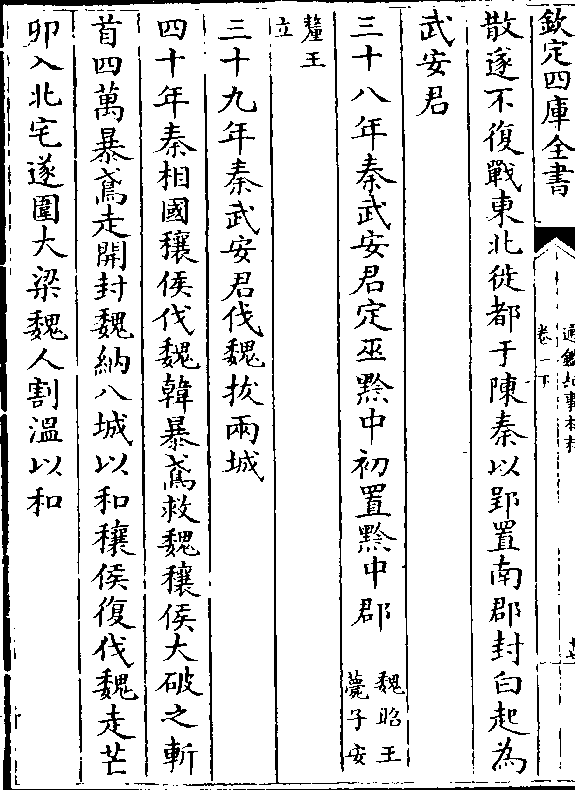 欽定四庫全書
通鑑紀事本末
卷一下
散遂不復戰東北徙都于陳秦以郢置南郡封白起為
武安君
三十八年秦武安君定巫黔中初置黔中郡 魏昭王薨子安
釐王立
三十九年秦武安君伐魏拔兩城
四十年秦相國穰侯伐魏韓暴鳶救魏穰侯大破之斬
首四萬暴鳶走開封魏納八城以和穰侯復伐魏走芒
卯入北宅遂圍大梁魏人割溫以和